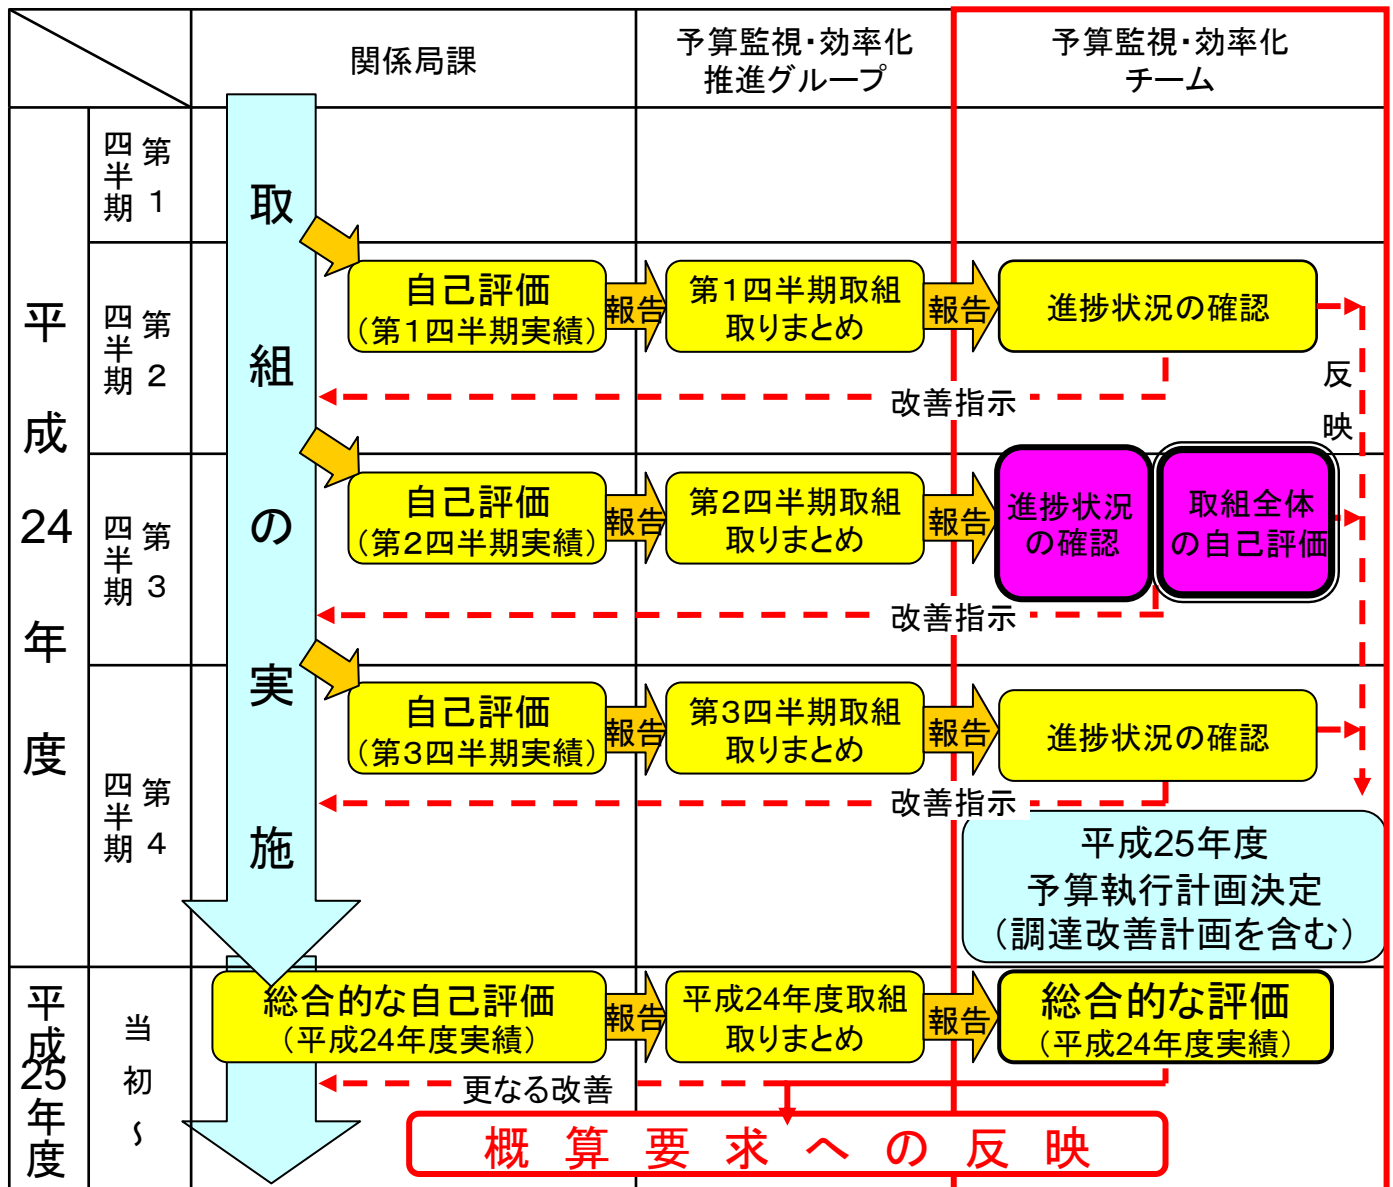 関係局課
予算監視・効率化
推進グループ
予算監視・効率化
チーム
平成24年度
第1
四半期
第2
四半期
第3
四半期
第4
四半期
取組の実施
自己評価
（第1四半期実績）
報告
第1四半期取組
取りまとめ
報告
進捗状況の確認
改善指示
反映
自己評価
（第2四半期実績）
報告
第2四半期取組
取りまとめ
報告
進捗状況
の確認
取組全体
の自己評価
改善指示
自己評価
（第3四半期実績）
報告
第3四半期取組
取りまとめ
報告
進捗状況の確認
改善指示
平成25年度
予算執行計画決定
（調達改善計画を含む）
平成25年度
当初～
総合的な自己評価
（平成24年度実績）
報告
平成24年度取組
取りまとめ
報告
総合的な評価
（平成24年度実績）
更なる改善
概算要求への反映